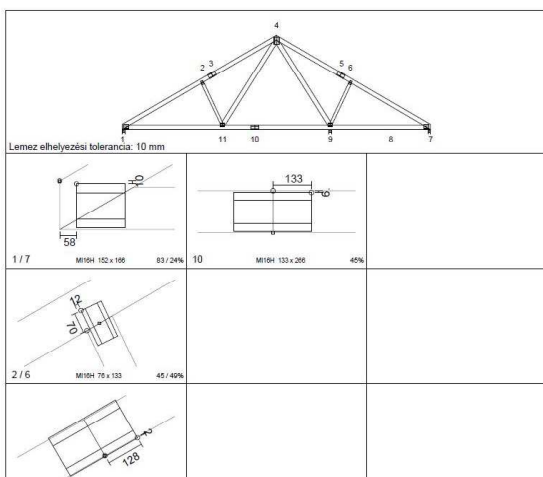 4
2 3 5 6
1 11 10 9 8 7
Lemez elhelyezési tolerancia: 10 mm
10
58
1 / 7 MI16H 152 x 166 83 / 24%
133
6
10 MI16H 133 x 266 45%
12
70
2 / 6 MI16H 76 x 133 45 / 49%
2
128